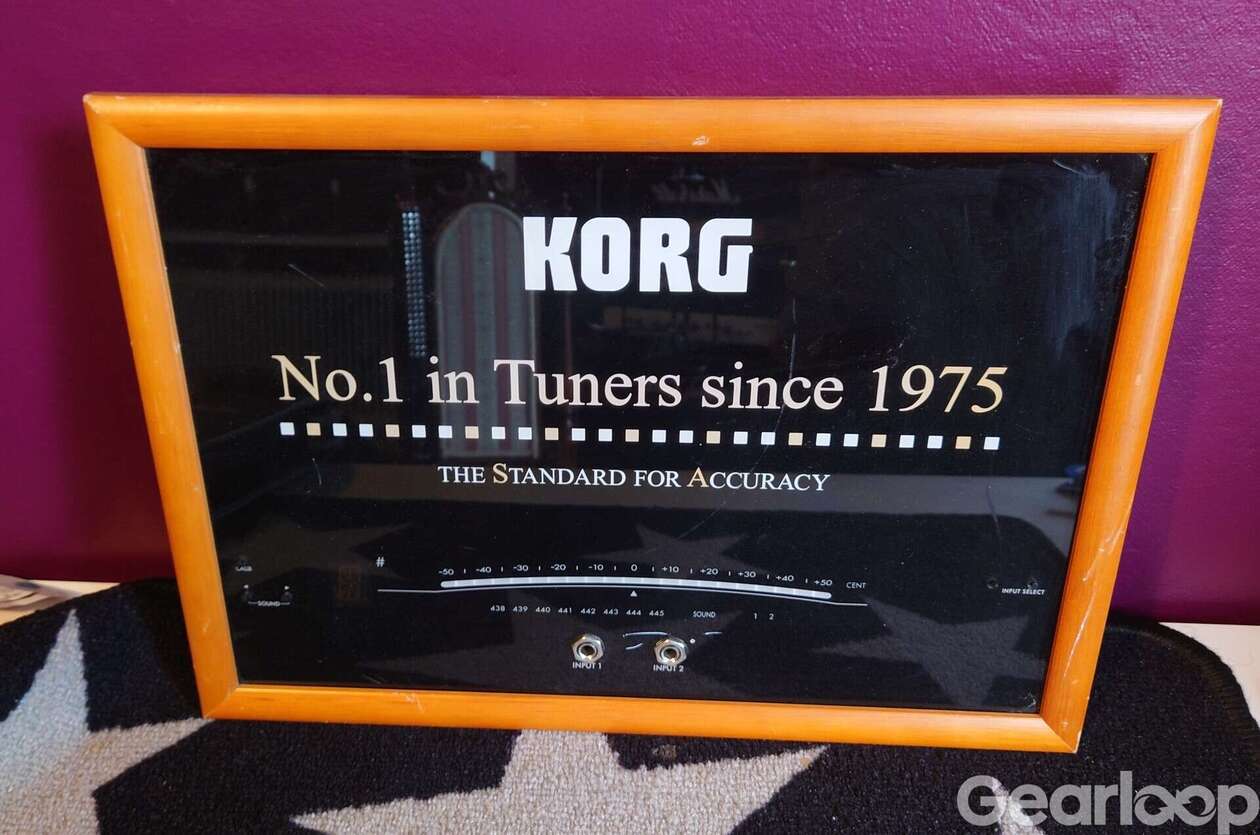 KORG
No.1 in Tuners since 1975
THE STANDARD FOR ACCURACY
#
-50 -40 -30 -20 -10 0 +10 +20 +30 +40 +50 CENT
CALIB
SOUND
INPUT SELECT
438 439 440 441 442 443 444 445 SOUND 1 2
INPUT 1 INPUT 2
Gearloop